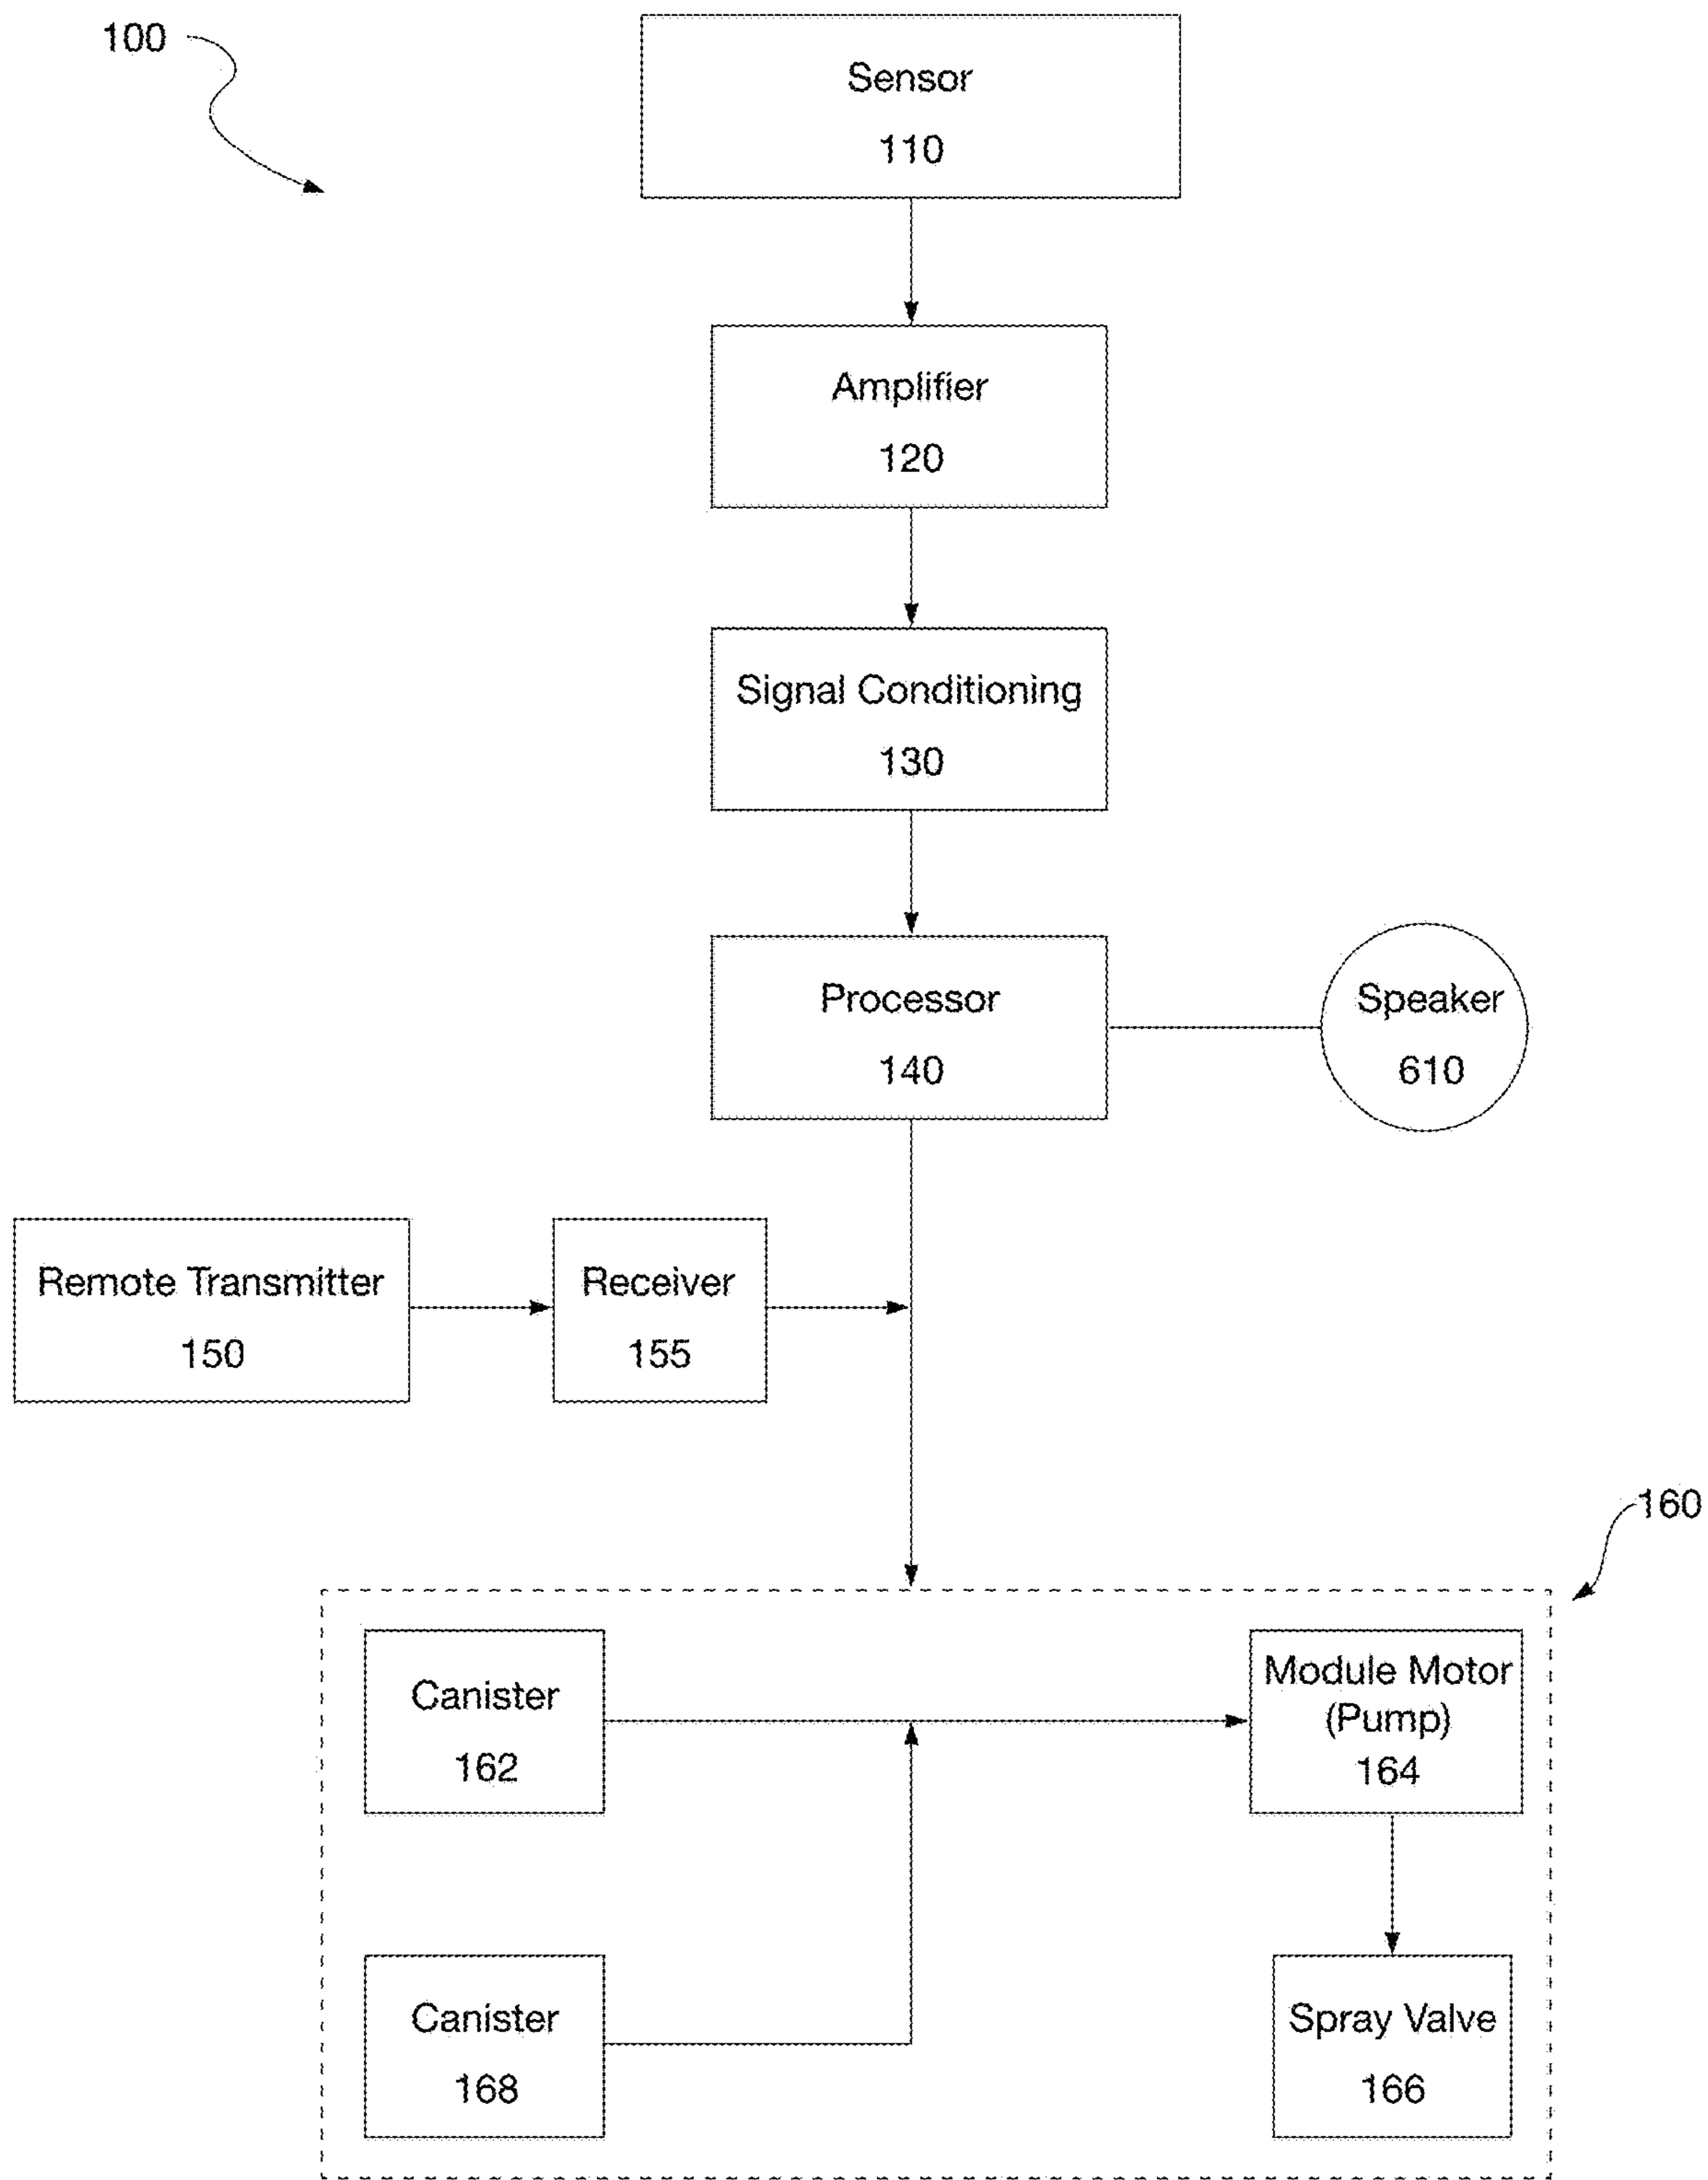 100
Sensor
110
Amplifier
120
Signal Conditioning
130
Processor
140
Speaker
610
Remote Transmitter
150
Receiver
155
160
Canister
162
Module Motor
(Pump)
164
Canister
168
Spray Valve
166